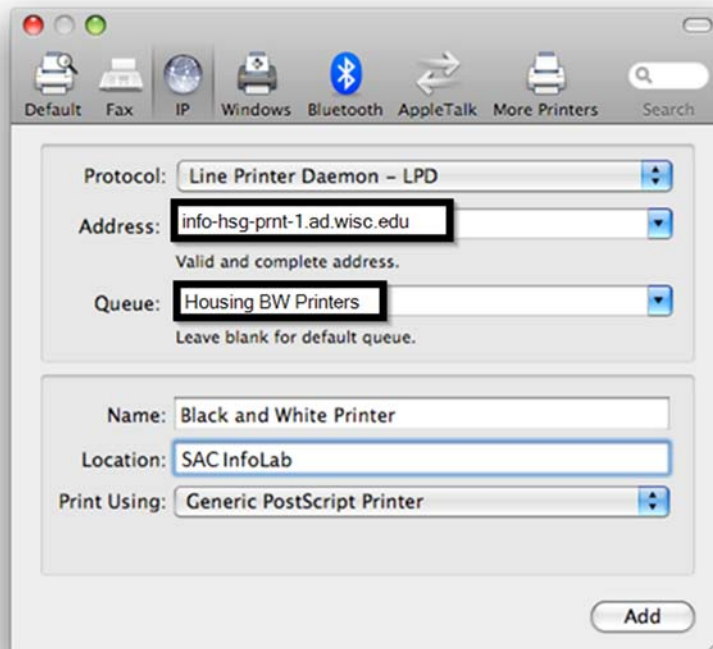 Default Fax IP Windows Bluetooth AppleTalk More Printers Search
Protocol: Line Printer Daemon – LPD
Address: info-hsg-prnt-1.ad.wisc.edu
Valid and complete address.
Queue: Housing BW Printers
Leave blank for default queue.
Name: Black and White Printer
Location: SAC InfoLab
Print Using: Generic PostScript Printer
Add